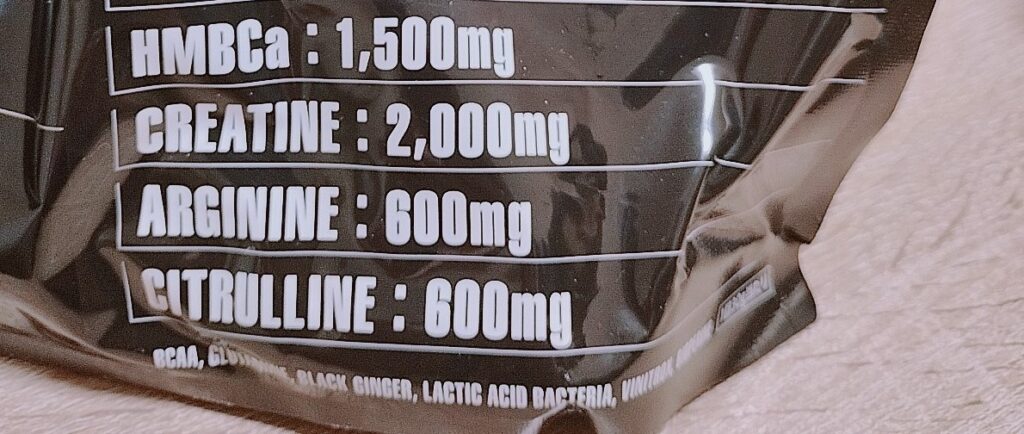 HMBCa : 1,500mg
CREATINE : 2,000mg
ARGININE : 600mg
CITRULLINE : 600mg
BCAA, BLACK GINGER, LACTIC ACID BACTERIA,